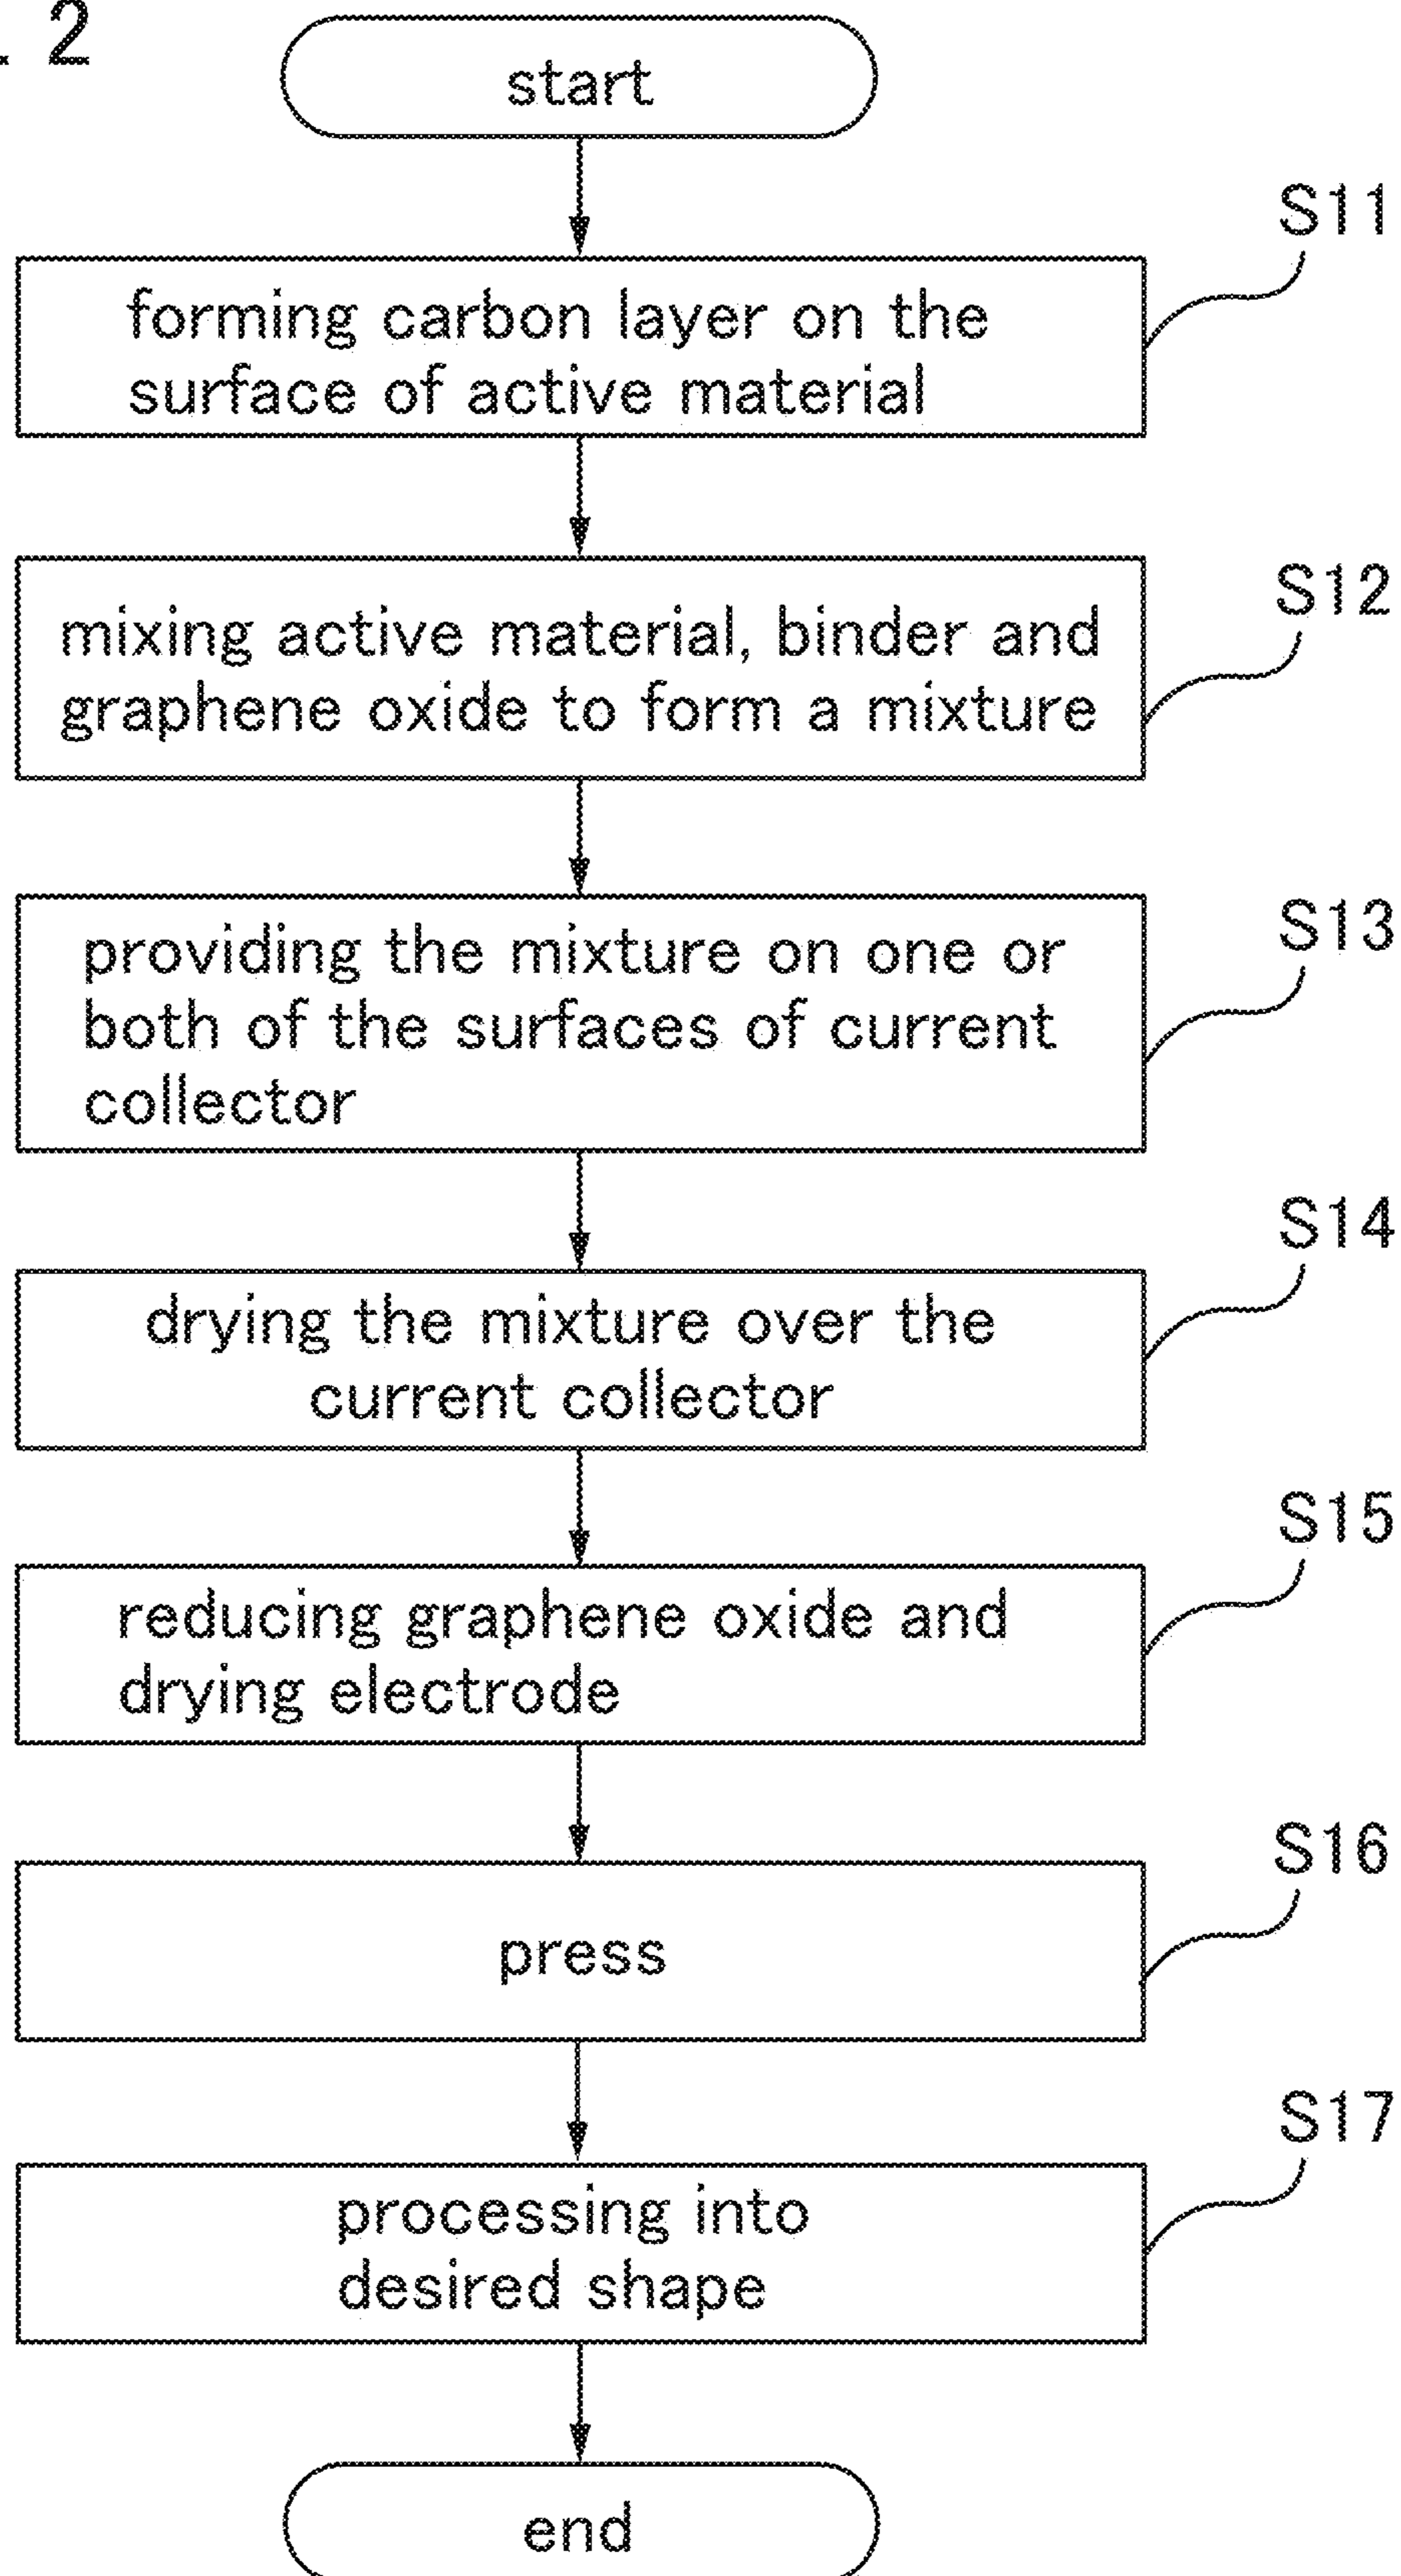 . 2
start
S11
forming carbon layer on the
surface of active material
S12
mixing active material, binder and
graphene oxide to form a mixture
S13
providing the mixture on one or
both of the surfaces of current
collector
S14
drying the mixture over the
current collector
S15
reducing graphene oxide and
drying electrode
S16
press
S17
processing into
desired shape
end